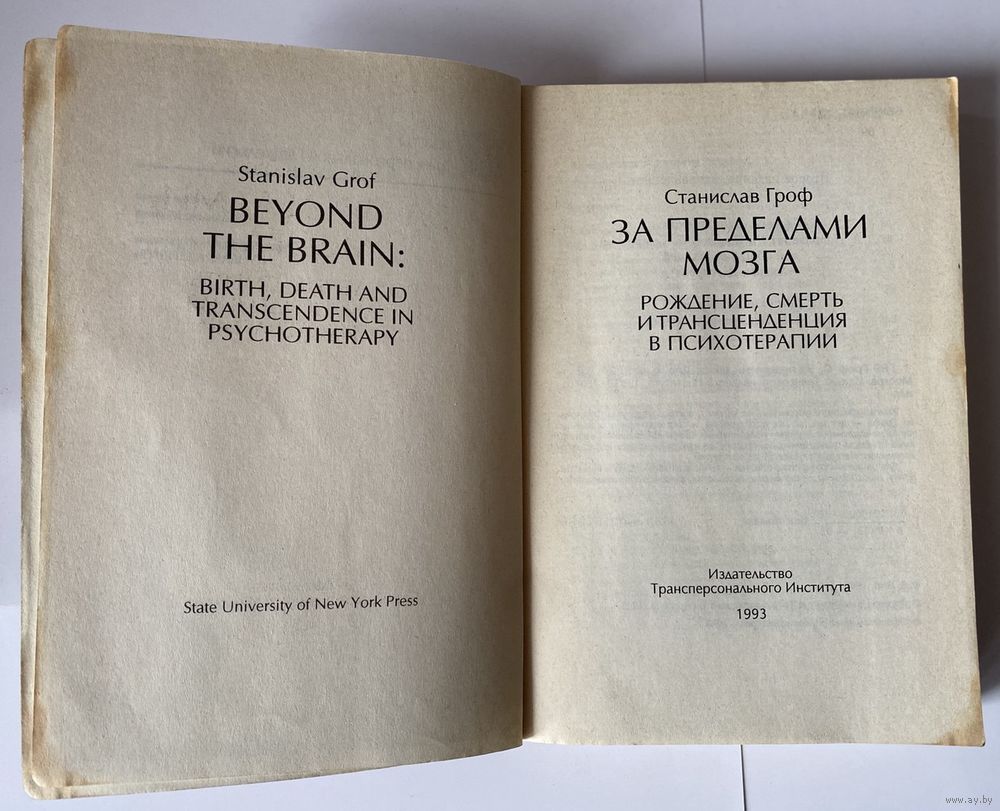 Stanislav Grof
BEYOND
THE BRAIN:
BIRTH, DEATH AND
TRANSCENDENCE IN
PSYCHOTHERAPY
State University of New York Press
Станислав Гроф
ЗА ПРЕДЕЛАМИ
МОЗГА
РОЖДЕНИЕ, СМЕРТЬ
И ТРАНСЦЕНДЕНЦИЯ
В ПСИХОТЕРАПИИ
Издательство
Трансперсонального Института
1993
www.ay.by